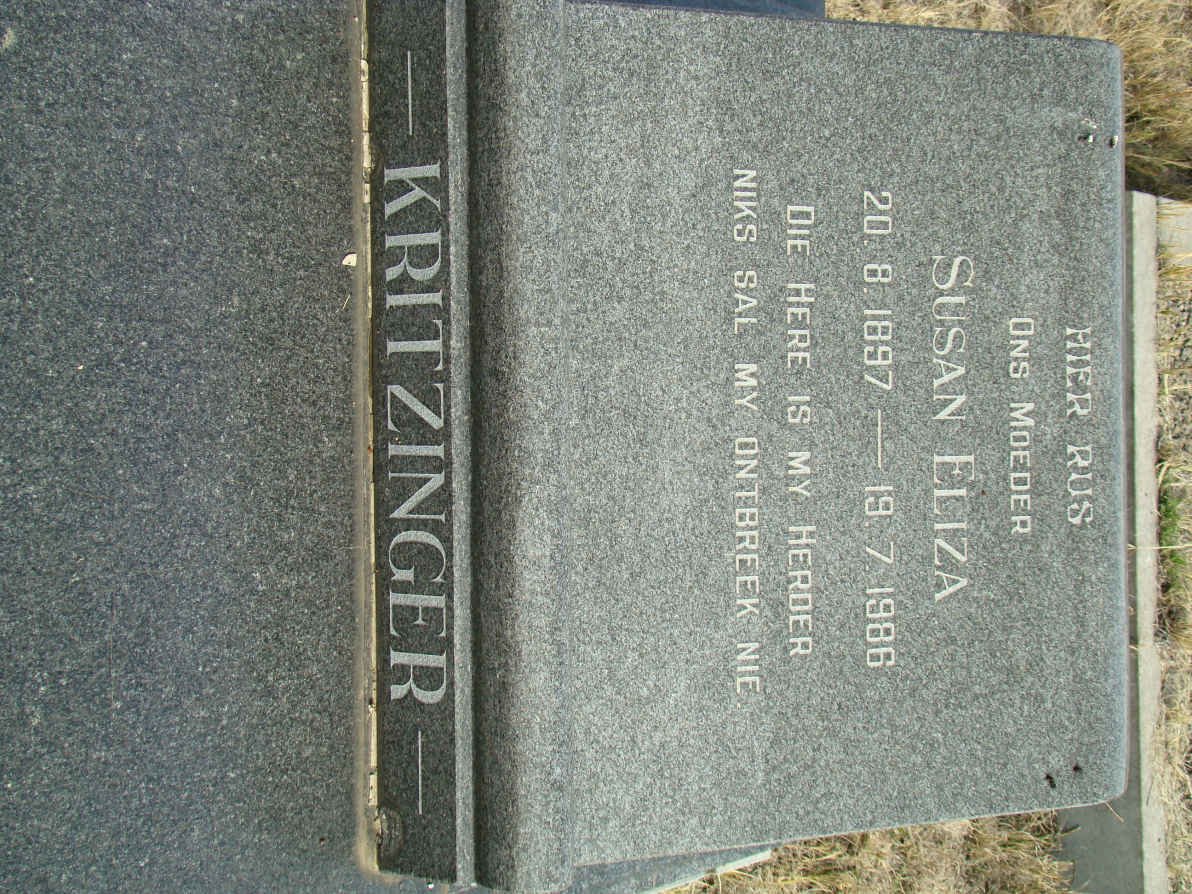 HIER RUS
ONS MOEDER
SUSAN ELIZA
20. 8. 1897 — 19. 7. 1986
DIE HERE IS MY HERDER
NIKS SAL MY ONTBREEK NIE.
— KRITZINGER —